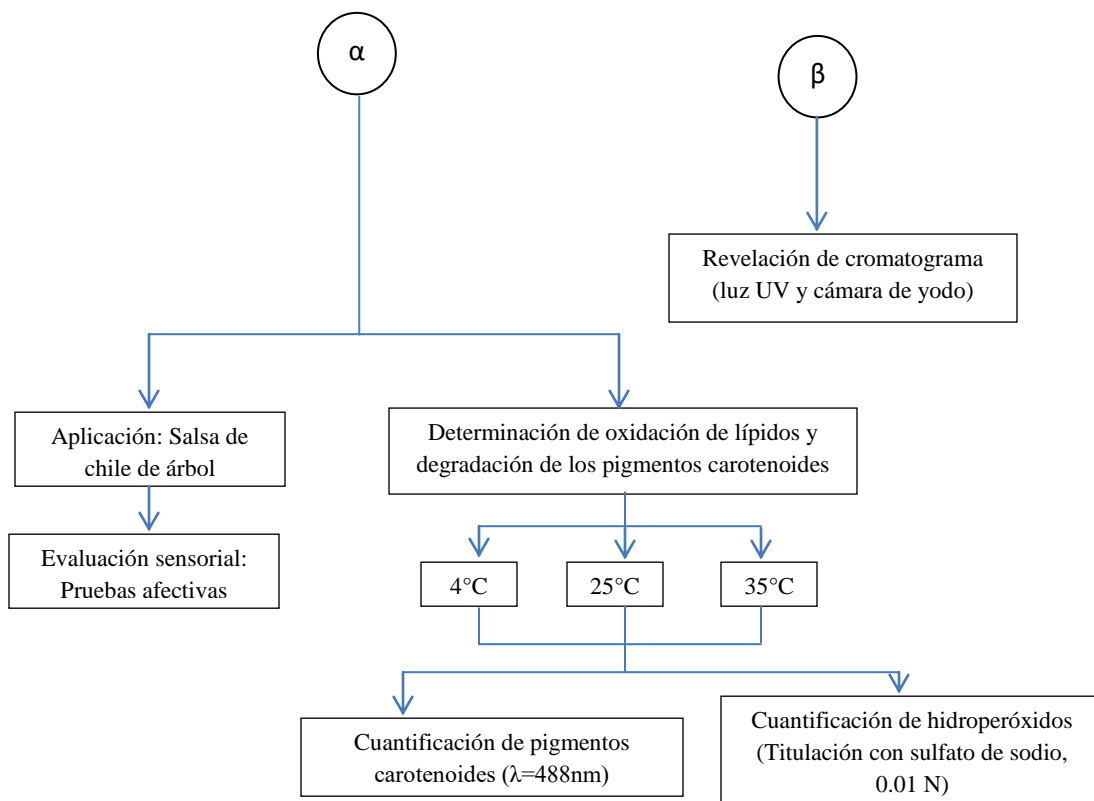 α
β
Revelación de cromatograma
(luz UV y cámara de yodo)
Aplicación: Salsa de
chile de árbol
Determinación de oxidación de lípidos y
degradación de los pigmentos carotenoides
Evaluación sensorial:
Pruebas afectivas
4°C
25°C
35°C
Cuantificación de pigmentos
carotenoides (λ=488nm)
Cuantificación de hidroperóxidos
(Titulación con sulfato de sodio,
0.01 N)